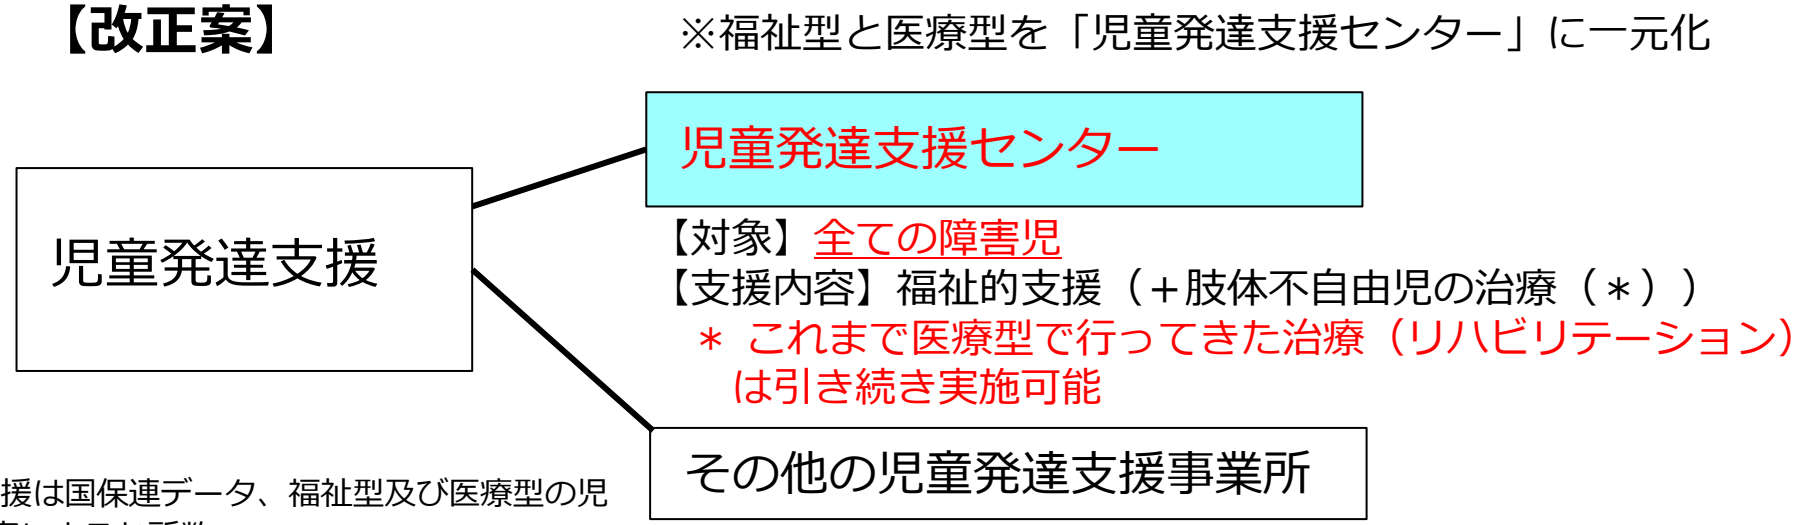 【改正案】
※福祉型と医療型を「児童発達支援センター」に一元化
児童発達支援センター
児童発達支援
【対象】全ての障害児
【支援内容】福祉的支援（＋肢体不自由児の治療（＊））
＊ これまで医療型で行ってきた治療（リハビリテーション）
は引き続き実施可能
その他の児童発達支援事業所
援は国保連データ、福祉型及び医療型の児